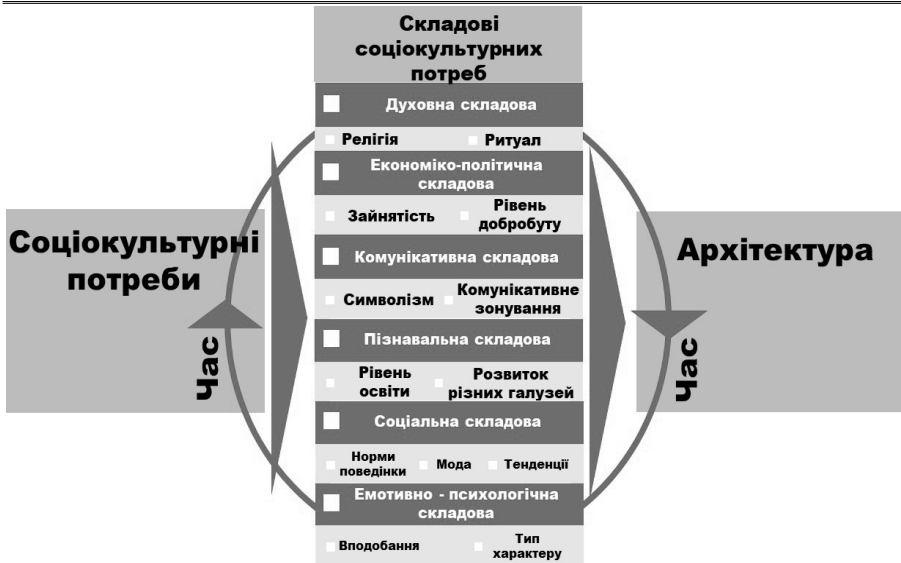 Складові
соціокультурних
потреб
Духовна складова
Релігія Ритуал
Економіко-політична
складова
Зайнятість Рівень
добробуту
Комунікативна складова
Символізм Комунікативне
зонування
Пізнавальна складова
Рівень
освіти
Розвиток
різних галузей
Соціальна складова
Норми
поведінки
Мода Тенденції
Емотивно - психологічна
складова
Вподобання Тип
характеру
Соціокультурні
потреби
Час
Архітектура
Час